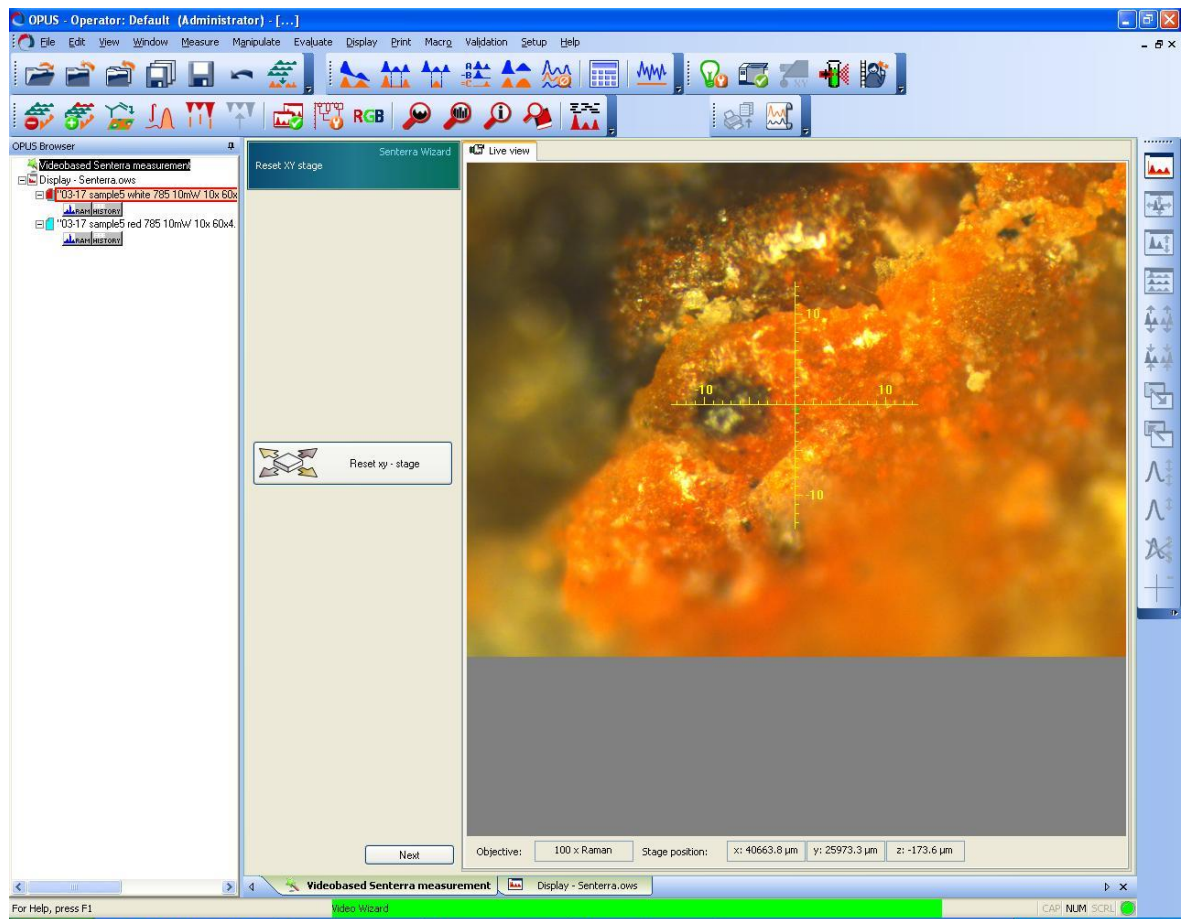 OPUS - Operator: Default (Administrator) - [...]
File Edit View Window Measure Manipulate Evaluate Display Print Macro Validation Setup Help
RGB
OPUS Browser
Videobased Senterra measurement
Display - Senterra.ows
"03-17 sample5 white 785 10mW 10x 60x
RAM HISTORY
"03-17 sample5 red 785 10mW 10x 60x4.
RAM HISTORY
Senterra Wizard
Reset XY stage
Reset xy - stage
Next
Live view
10
-10
10
-10
Objective:
100 x Raman
Stage position:
x: 40663.8 µm
y: 25973.3 µm
z: -173.6 µm
Videobased Senterra measurement
Display - Senterra.ows
For Help, press F1
Video Wizard
CAP NUM SCRL